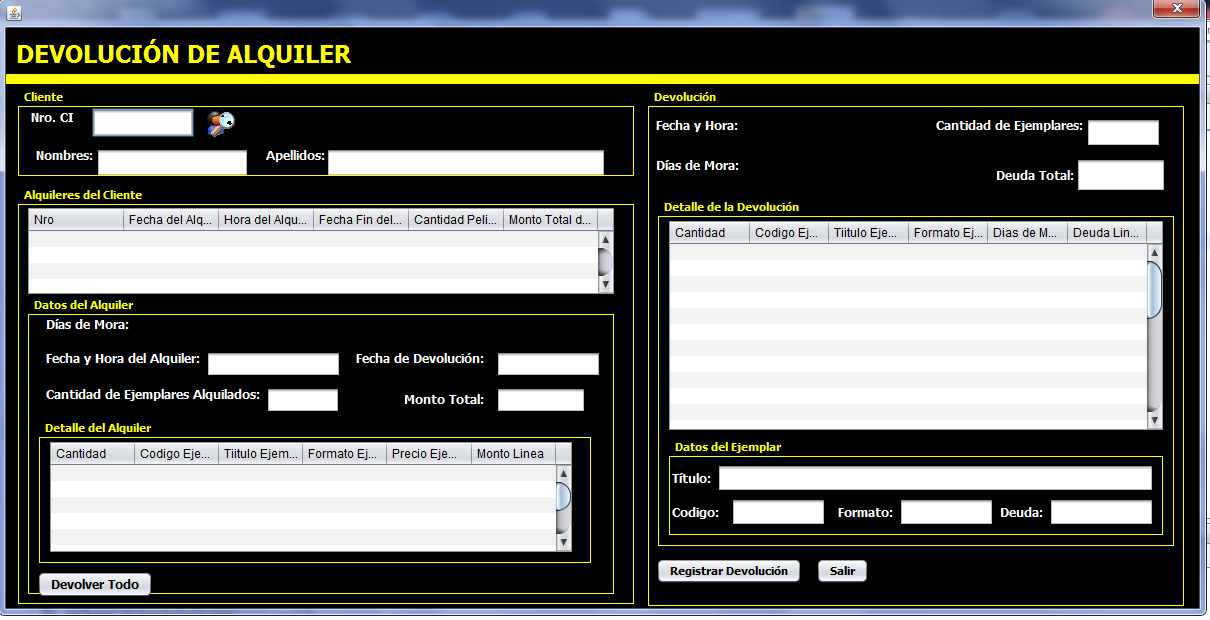 DEVOLUCIÓN DE ALQUILER
Cliente
Nro. CI
Nombres: Apellidos:
Alquileres del Cliente
Nro Fecha del Alq... Hora del Alqu... Fecha Fin del... Cantidad Peli... Monto Total d...
Datos del Alquiler
Días de Mora:
Fecha y Hora del Alquiler: Fecha de Devolución:
Cantidad de Ejemplares Alquilados: Monto Total:
Detalle del Alquiler
Cantidad Codigo Eje... Tiitulo Ejem... Formato Ej... Precio Eje... Monto Linea
Devolver Todo
Devolución
Fecha y Hora: Cantidad de Ejemplares:
Días de Mora:
Deuda Total:
Detalle de la Devolución
Cantidad Codigo Ej... Tiitulo Eje... Formato Ej... Dias de M... Deuda Lin...
Datos del Ejemplar
Título:
Codigo: Formato: Deuda:
Registrar Devolución Salir